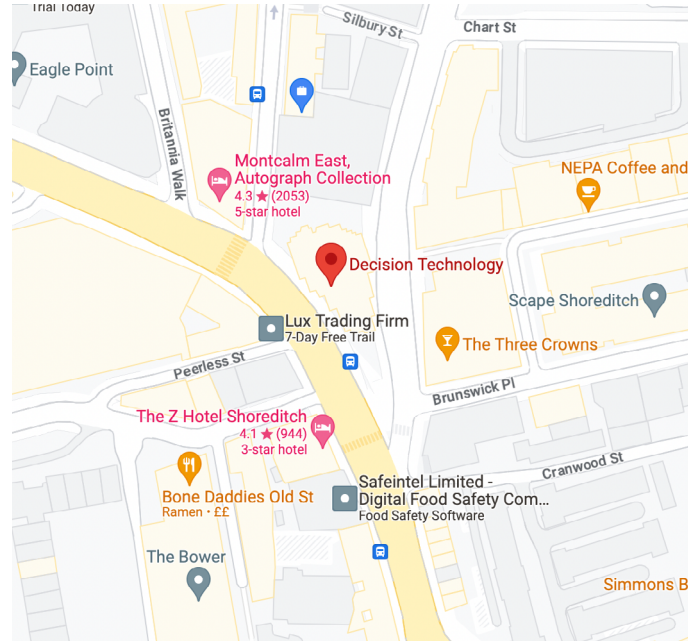 Trial Today
Silbury St
Chart St
Eagle Point
Britannia Walk
Montcalm East,
Autograph Collection
4.3 ★ (2053)
5-star hotel
NEPA Coffee and
Decision Technology
Scape Shoreditch
Lux Trading Firm
7-Day Free Trail
The Three Crowns
Peerless St
Brunswick Pl
The Z Hotel Shoreditch
4.1 ★ (944)
3-star hotel
Cranwood St
Bone Daddies Old St
Ramen · ££
Safeintel Limited -
Digital Food Safety Com...
Food Safety Software
The Bower
Simmons B